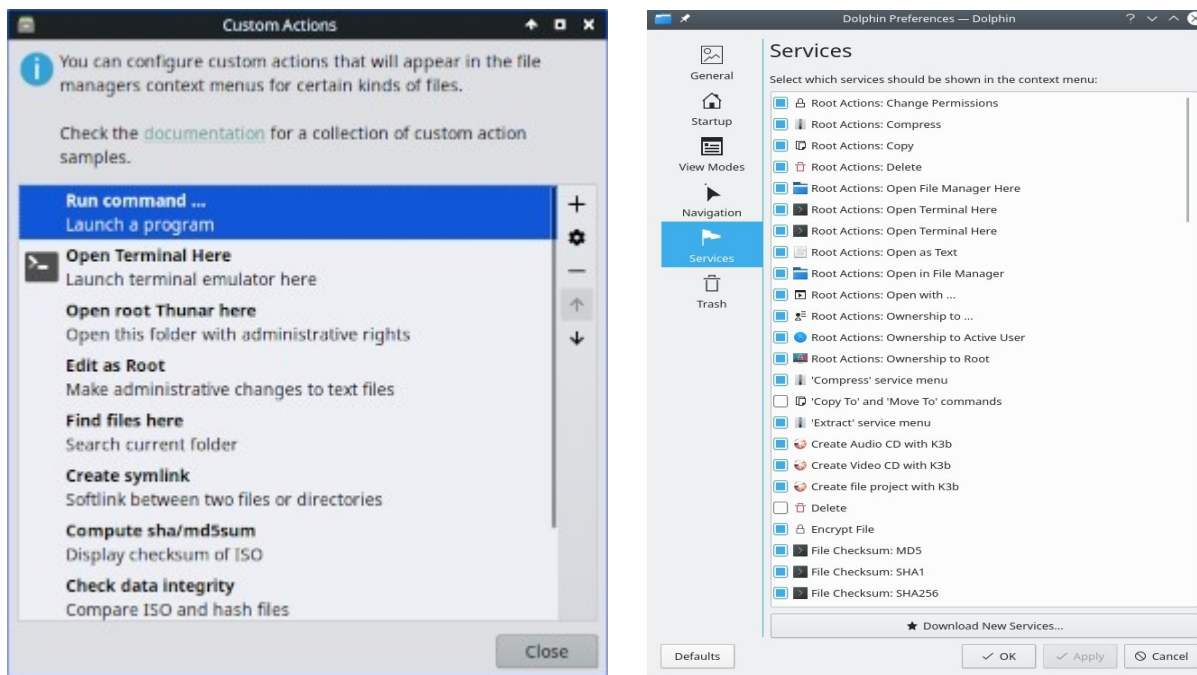 Custom Actions
You can configure custom actions that will appear in the file
managers context menus for certain kinds of files.
Check the documentation for a collection of custom action
samples.
Run command ...
Launch a program
Open Terminal Here
Launch terminal emulator here
Open root Thunar here
Open this folder with administrative rights
Edit as Root
Make administrative changes to text files
Find files here
Search current folder
Create symlink
Softlink between two files or directories
Compute sha/md5sum
Display checksum of ISO
Check data integrity
Compare ISO and hash files
Close
Dolphin Preferences — Dolphin
General
Startup
View Modes
Navigation
Services
Trash
Services
Select which services should be shown in the context menu:
Root Actions: Change Permissions
Root Actions: Compress
Root Actions: Copy
Root Actions: Delete
Root Actions: Open File Manager Here
Root Actions: Open Terminal Here
Root Actions: Open Terminal Here
Root Actions: Open as Text
Root Actions: Open in File Manager
Root Actions: Open with ...
Root Actions: Ownership to ...
Root Actions: Ownership to Active User
Root Actions: Ownership to Root
'Compress' service menu
'Copy To' and 'Move To' commands
'Extract' service menu
Create Audio CD with K3b
Create Video CD with K3b
Create file project with K3b
Delete
Encrypt File
File Checksum: MD5
File Checksum: SHA1
File Checksum: SHA256
Download New Services...
Defaults
OK
Apply
Cancel